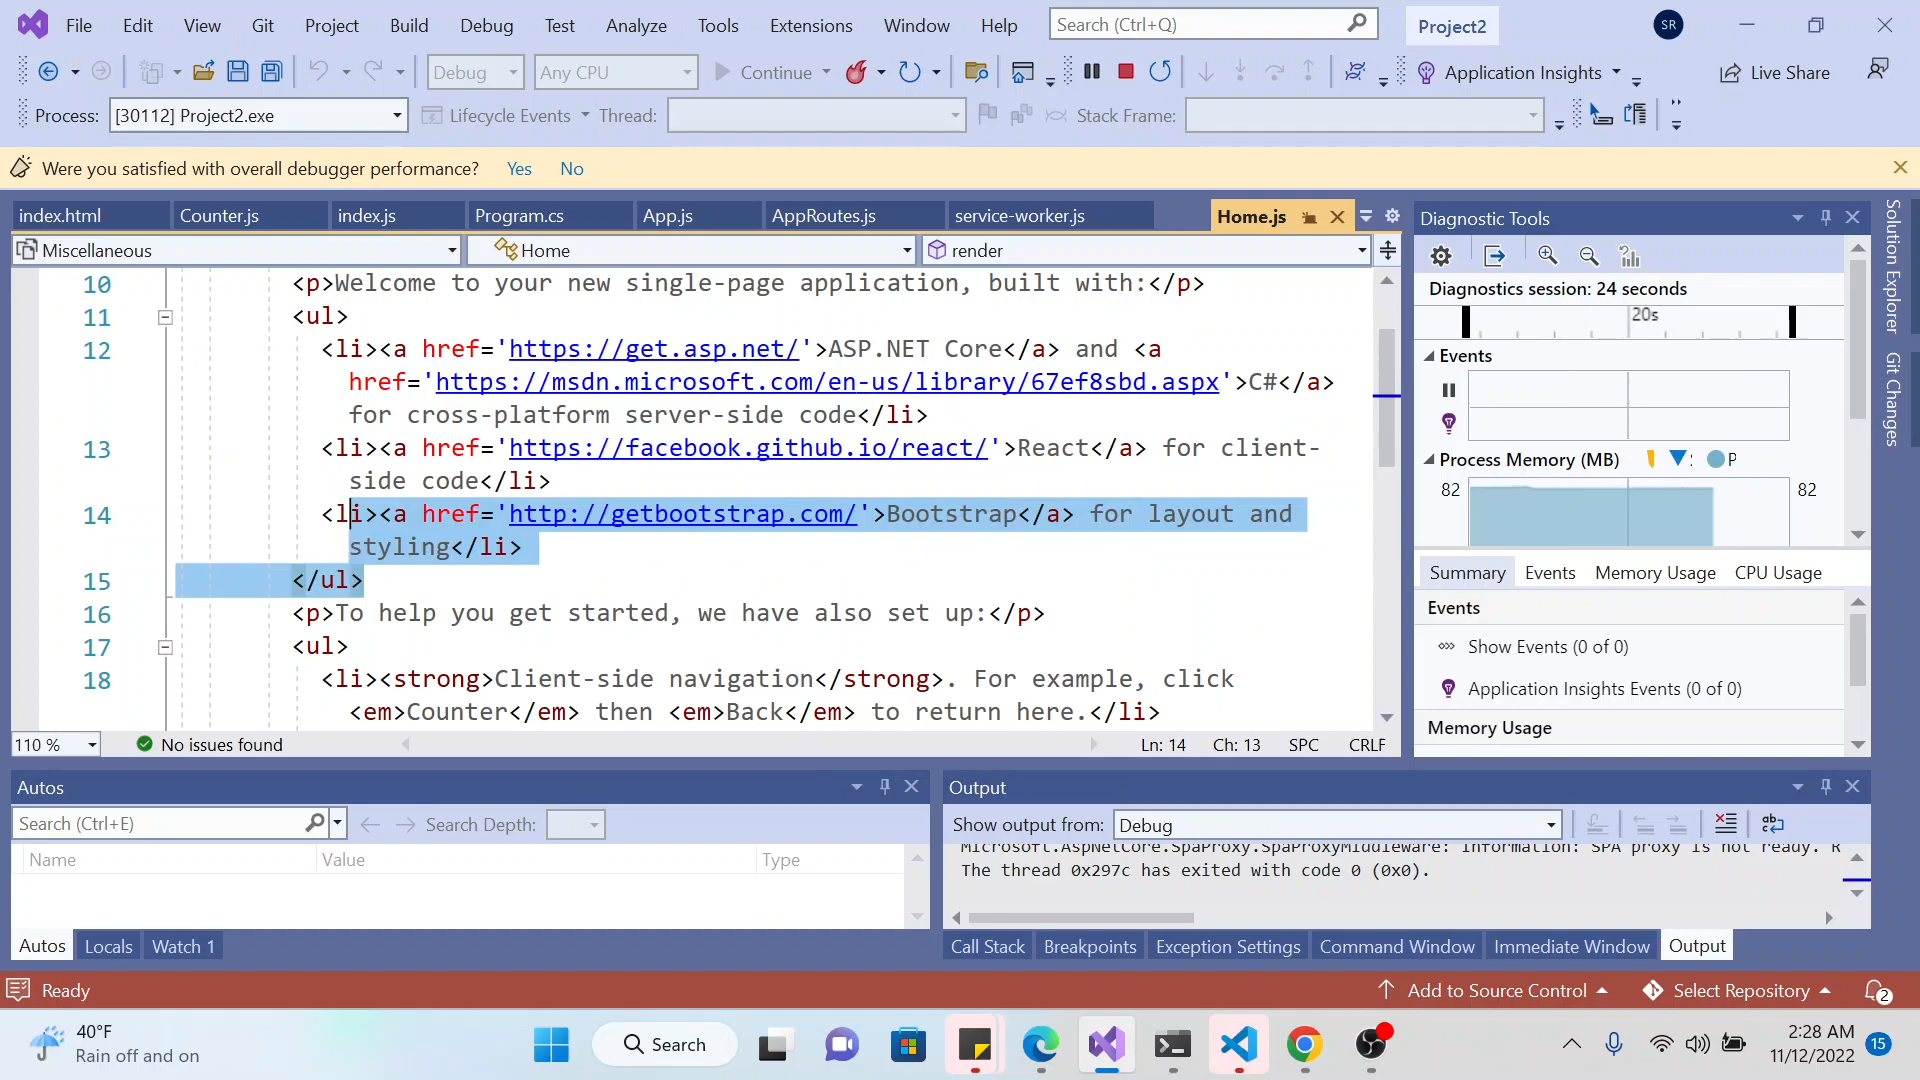 File Edit View Git Project Build Debug Test Analyze Tools Extensions Window Help Search (Ctrl+Q) Project2 SR
Debug Any CPU Continue Application Insights Live Share
Process: [30112] Project2.exe Lifecycle Events Thread: Stack Frame:
Were you satisfied with overall debugger performance? Yes No
index.html Counter.js index.js Program.cs App.js AppRoutes.js service-worker.js Home.js
Miscellaneous Home render
10 <p>Welcome to your new single-page application, built with:</p>
11 <ul>
12 <li><a href='https://get.asp.net/'>ASP.NET Core</a> and <a
href='https://msdn.microsoft.com/en-us/library/67ef8sbd.aspx'>C#</a>
for cross-platform server-side code</li>
13 <li><a href='https://facebook.github.io/react/'>React</a> for client-
side code</li>
14 <li><a href='http://getbootstrap.com/'>Bootstrap</a> for layout and
styling</li>
15 </ul>
16 <p>To help you get started, we have also set up:</p>
17 <ul>
18 <li><strong>Client-side navigation</strong>. For example, click
<em>Counter</em> then <em>Back</em> to return here.</li>
110 % No issues found Ln: 14 Ch: 13 SPC CRLF
Diagnostic Tools
Diagnostics session: 24 seconds
20s
Events
Process Memory (MB) P
82 82
Summary Events Memory Usage CPU Usage
Events
Show Events (0 of 0)
Application Insights Events (0 of 0)
Memory Usage
Solution Explorer
Git Changes
Autos
Search (Ctrl+E) Search Depth:
Name Value Type
Autos Locals Watch 1
Output
Show output from: Debug
Microsoft.AspNetCore.SpaProxy.SpaProxyMiddleware: Information: SPA proxy is not ready. R
The thread 0x297c has exited with code 0 (0x0).
Call Stack Breakpoints Exception Settings Command Window Immediate Window Output
Ready Add to Source Control Select Repository 2
40°F
Rain off and on
Search
2:28 AM
11/12/2022
15